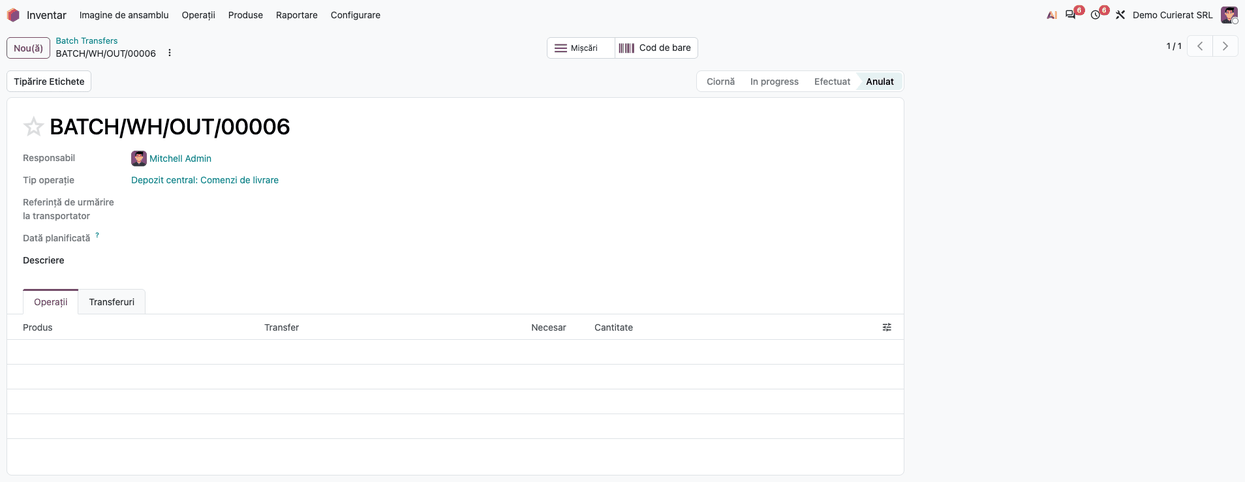 Inventar Imagine de ansamblu Operații Produse Raportare Configurare
AI 6 6 Demo Curierat SRL
Nou(ă) Batch Transfers
BATCH/WH/OUT/00006
Mișcări Cod de bare
1 / 1
Tipărire Etichete
Ciornă In progress Efectuat Anulat
BATCH/WH/OUT/00006
Responsabil Mitchell Admin
Tip operație Depozit central: Comenzi de livrare
Referință de urmărire
la transportator
Dată planificată ?
Descriere
Operații Transferuri
Produs Transfer Necesar Cantitate